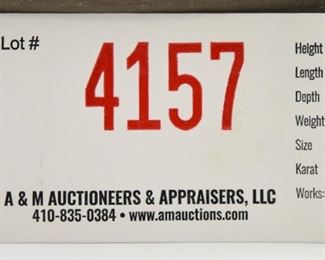 Lot #
4157
A & M AUCTIONEERS & APPRAISERS, LLC
410-835-0384 • www.amauctions.com
Height
Length
Depth
Weight
Size
Karat
Works: